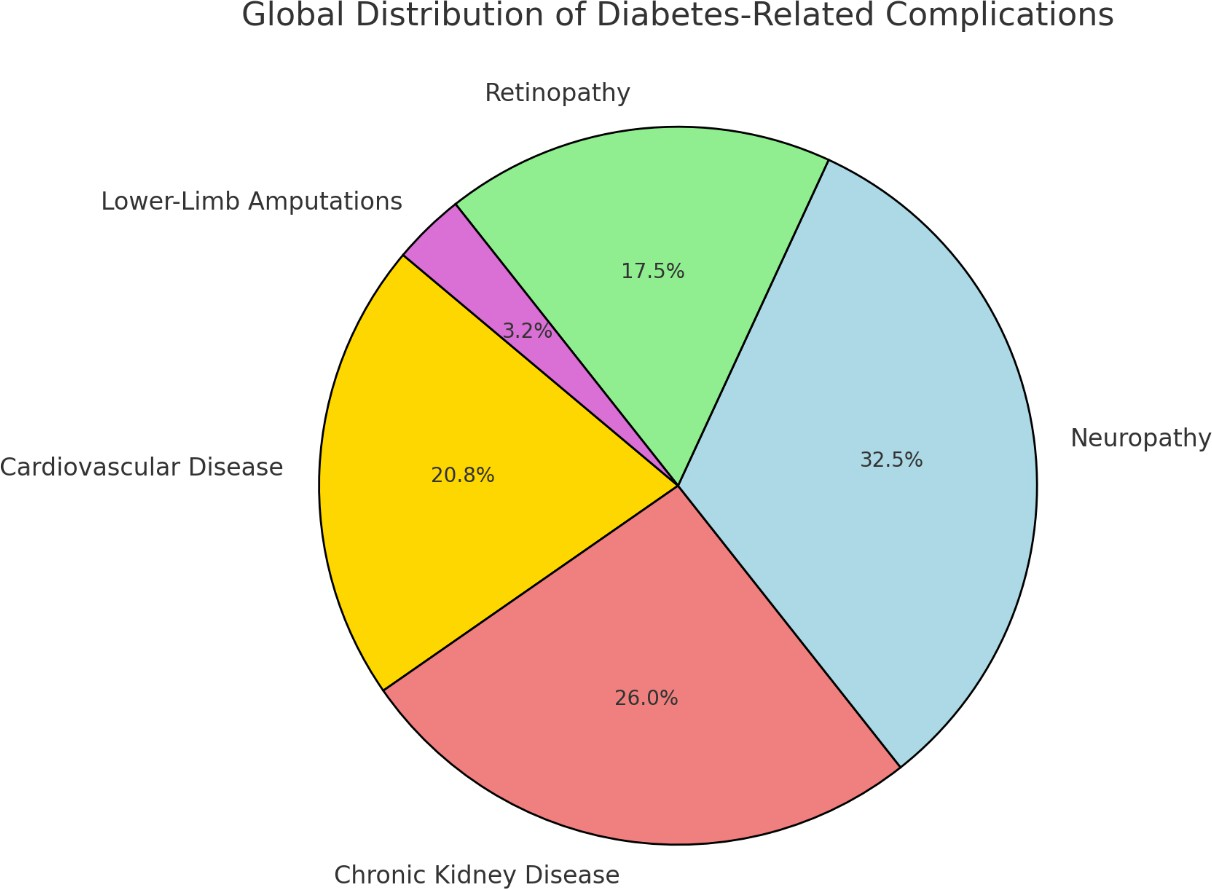 Global Distribution of Diabetes-Related Complications
Retinopathy
Lower-Limb Amputations
17.5%
3.2%
Neuropathy
32.5%
Cardiovascular Disease
20.8%
26.0%
Chronic Kidney Disease